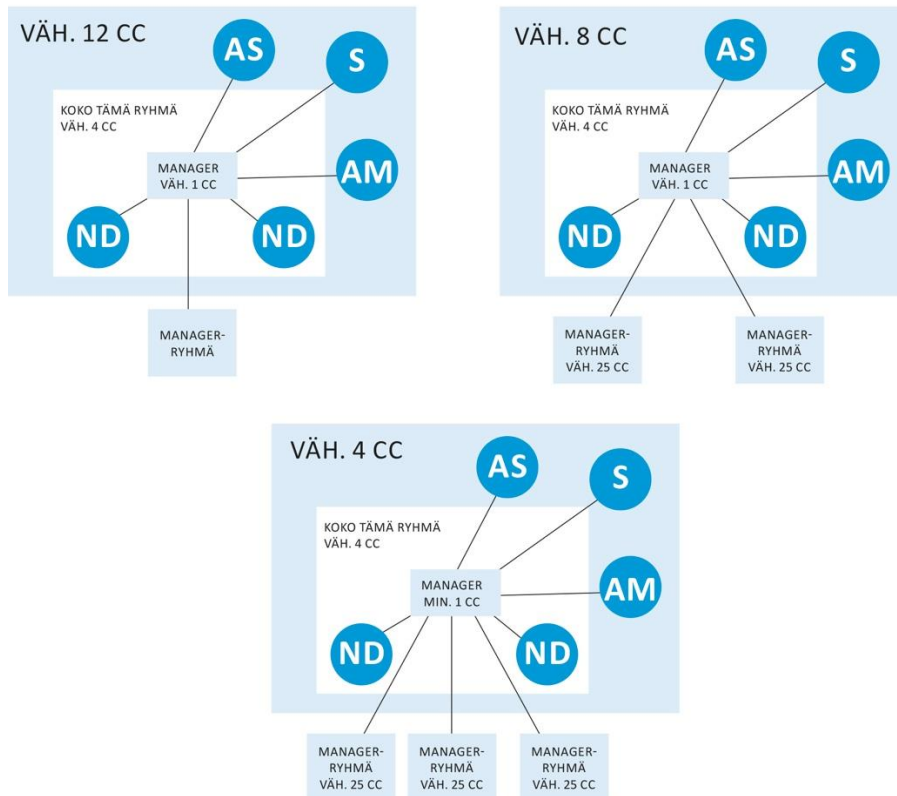 VÄH. 12 CC
AS
S
KOKO TÄMÄ RYHMÄ
VÄH. 4 CC
MANAGER
VÄH. 1 CC
AM
ND
ND
MANAGER-
RYHMÄ
VÄH. 8 CC
AS
S
KOKO TÄMÄ RYHMÄ
VÄH. 4 CC
MANAGER
VÄH. 1 CC
AM
ND
ND
MANAGER-
RYHMÄ
VÄH. 25 CC
MANAGER-
RYHMÄ
VÄH. 25 CC
VÄH. 4 CC
AS
S
KOKO TÄMÄ RYHMÄ
VÄH. 4 CC
MANAGER
MIN. 1 CC
AM
ND
ND
MANAGER-
RYHMÄ
VÄH. 25 CC
MANAGER-
RYHMÄ
VÄH. 25 CC
MANAGER-
RYHMÄ
VÄH. 25 CC